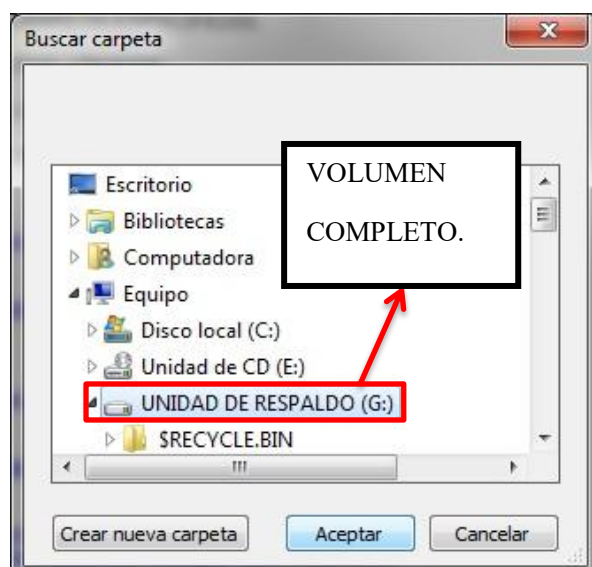 Buscar carpeta
VOLUMEN
COMPLETO.
Escritorio
Bibliotecas
Computadora
Equipo
Disco local (C:)
Unidad de CD (E:)
UNIDAD DE RESPALDO (G:)
$RECYCLE.BIN
Crear nueva carpeta Aceptar Cancelar